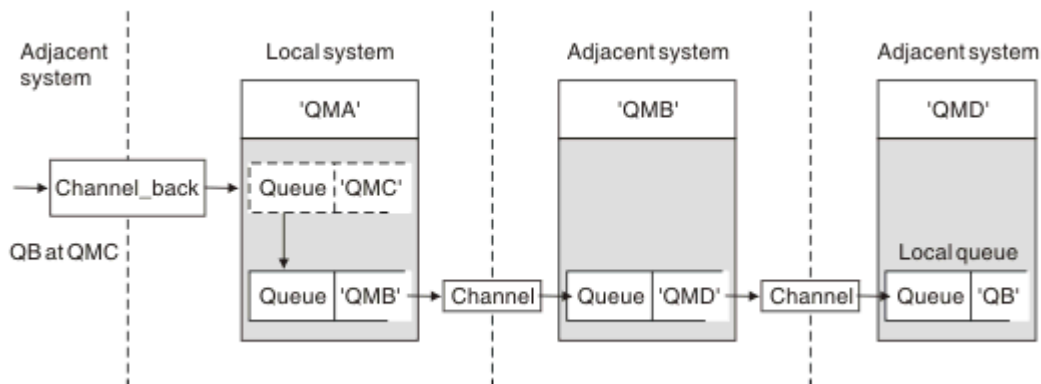 Adjacent
system
Local system
Adjacent system
Adjacent system
'QMA'
'QMB'
'QMD'
Channel_back
Queue 'QMC'
QB at QMC
Local queue
Queue 'QMB'
Channel
Queue 'QMD'
Channel
Queue 'QB'